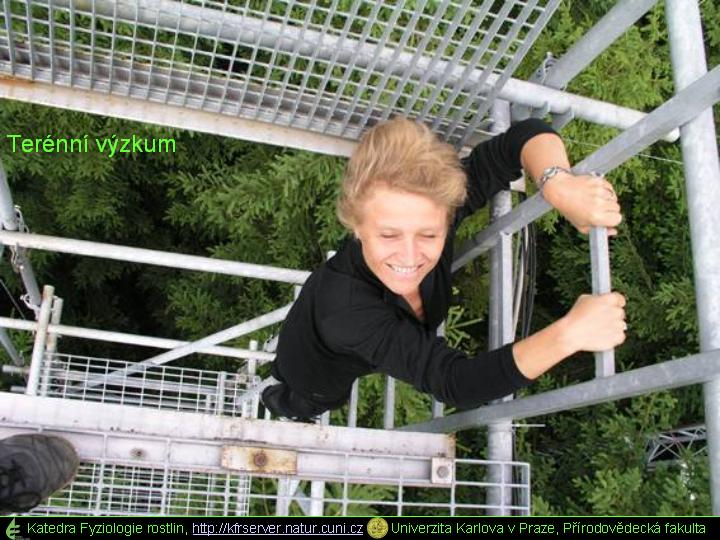 Terénní výzkum
Katedra Fyziologie rostlin, http://kfrserver.natur.cuni.cz Univerzita Karlova v Praze, Přírodovědecká fakulta